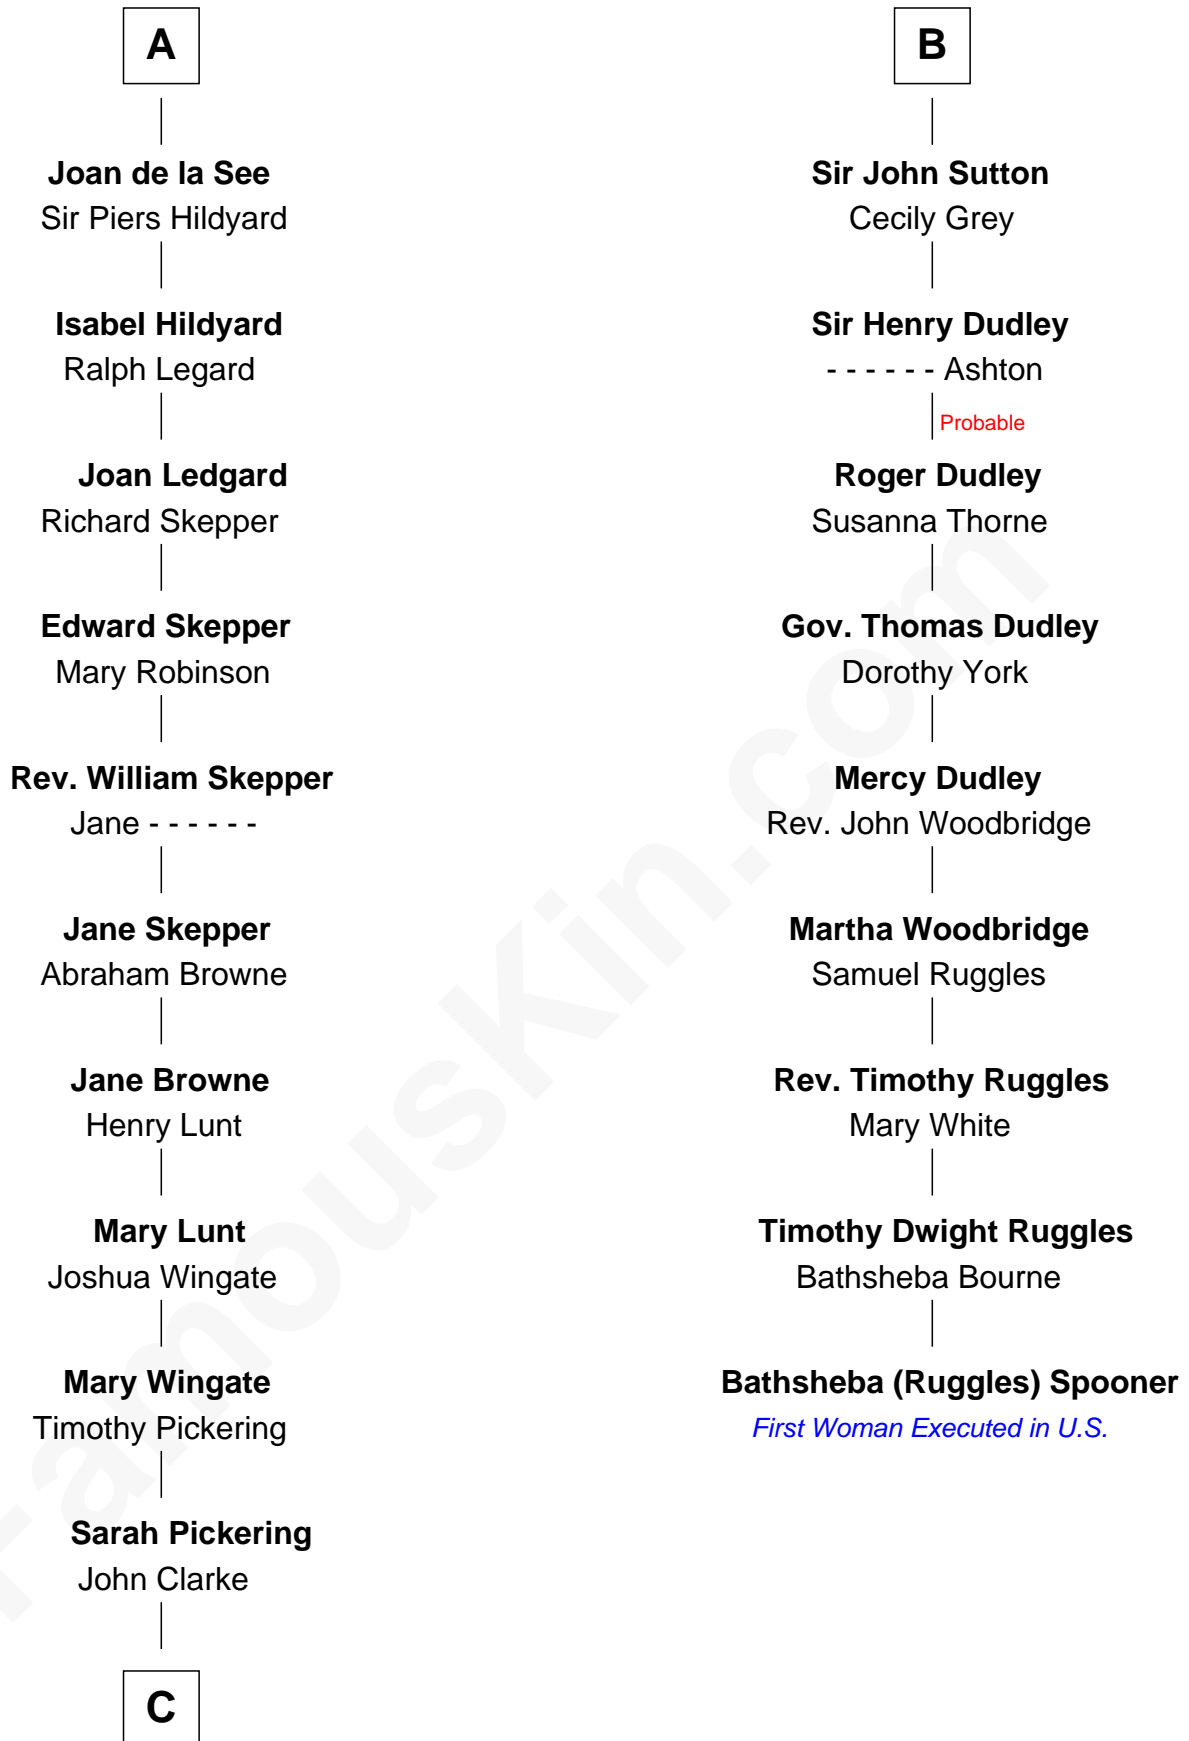 A
Joan de la See
Sir Piers Hildyard
Isabel Hildyard
Ralph Legard
Joan Ledgard
Richard Skepper
Edward Skepper
Mary Robinson
Rev. William Skepper
Jane - - - - - -
Jane Skepper
Abraham Browne
Jane Browne
Henry Lunt
Mary Lunt
Joshua Wingate
Mary Wingate
Timothy Pickering
Sarah Pickering
John Clarke
C
B
Sir John Sutton
Cecily Grey
Sir Henry Dudley
- - - - - - Ashton
Probable
Roger Dudley
Susanna Thorne
Gov. Thomas Dudley
Dorothy York
Mercy Dudley
Rev. John Woodbridge
Martha Woodbridge
Samuel Ruggles
Rev. Timothy Ruggles
Mary White
Timothy Dwight Ruggles
Bathsheba Bourne
Bathsheba (Ruggles) Spooner
First Woman Executed in U.S.
FamousKin.com